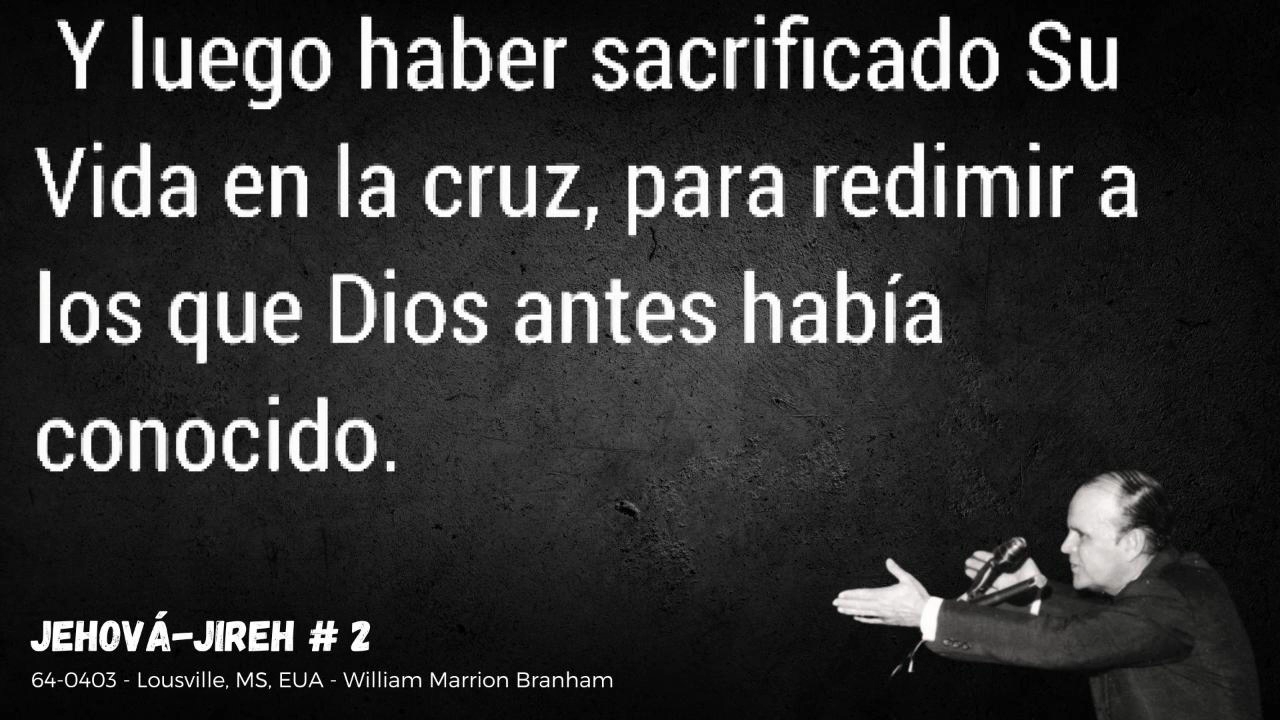 Y luego haber sacrificado Su
Vida en la cruz, para redimir a
los que Dios antes había
conocido.
JEHOVÁ-JIREH # 2
64-0403 - Lousville, MS, EUA - William Marrion Branham